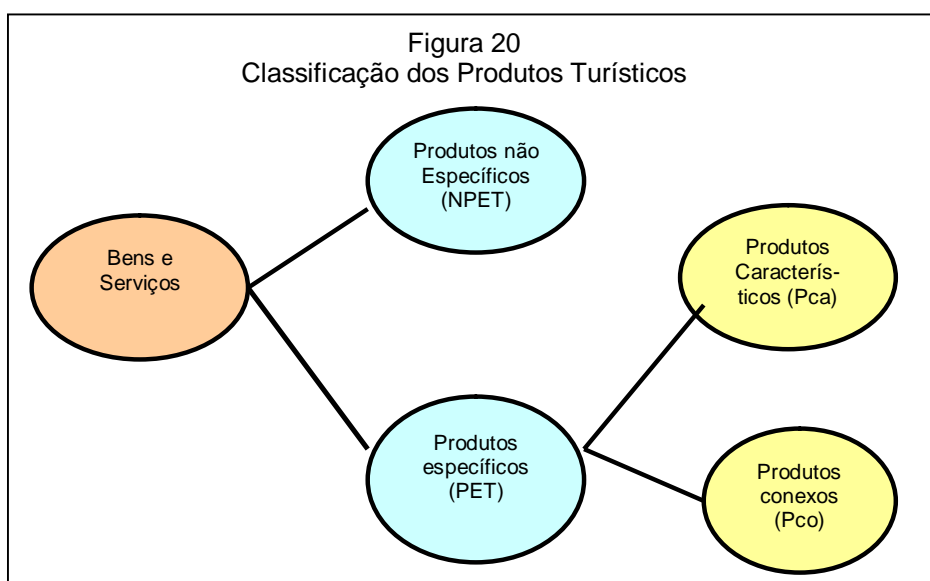 Figura 20
Classificação dos Produtos Turísticos
Produtos não
Específicos
(NPET)
Bens e
Serviços
Produtos
Caracterís-
ticos (Pca)
Produtos
específicos
(PET)
Produtos
conexos
(Pco)